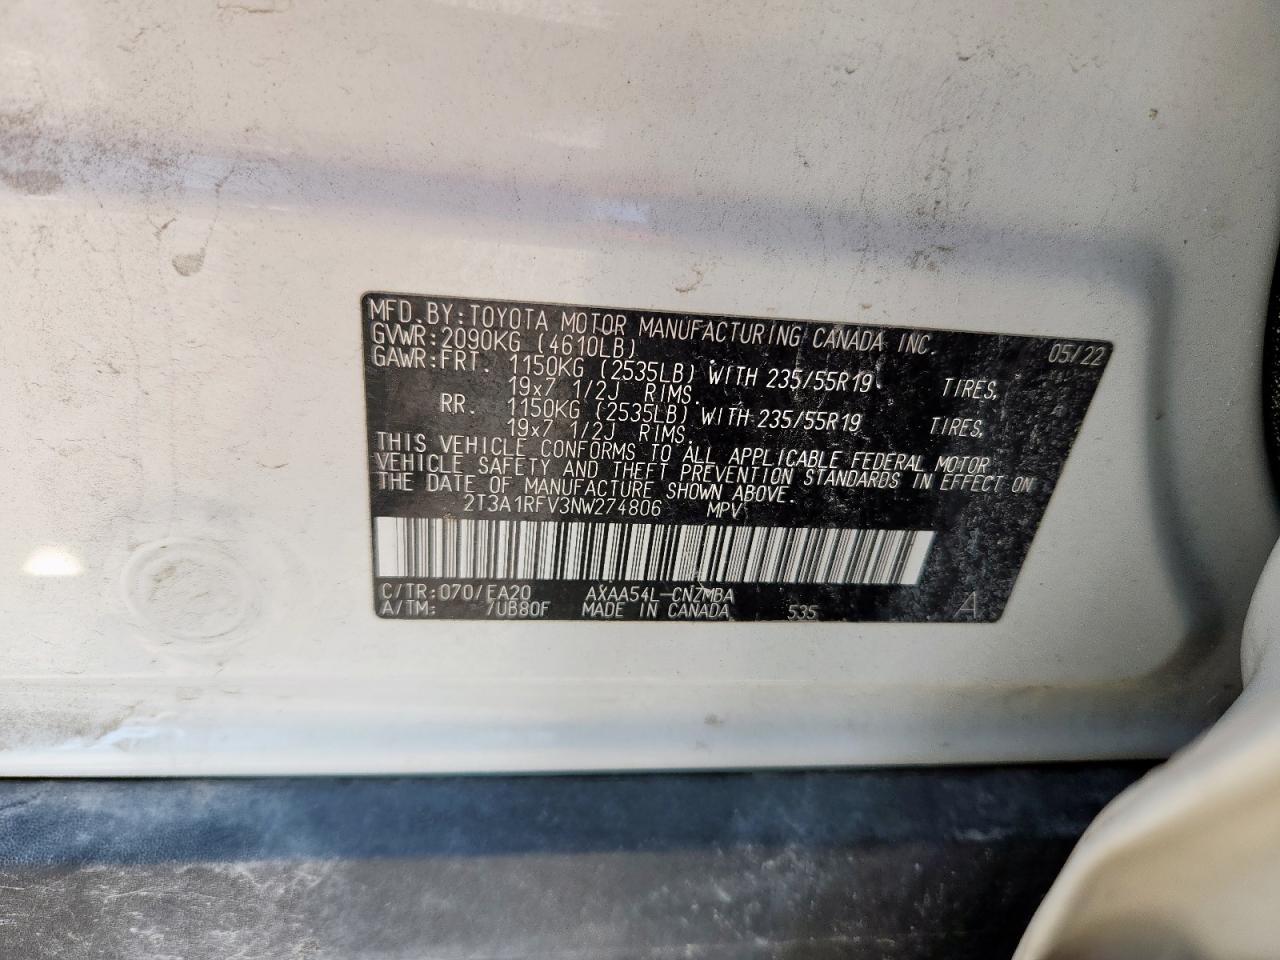 MFD. BY: TOYOTA MOTOR MANUFACTURING CANADA INC. 05/22
GVWR: 2090KG (4610LB)
GAWR: FRT. 1150KG (2535LB) WITH 235/55R19 TIRES,
19x7 1/2J RIMS.
RR. 1150KG (2535LB) WITH 235/55R19 TIRES,
19x7 1/2J RIMS.
THIS VEHICLE CONFORMS TO ALL APPLICABLE FEDERAL MOTOR
VEHICLE SAFETY AND THEFT PREVENTION STANDARDS IN EFFECT ON
THE DATE OF MANUFACTURE SHOWN ABOVE.
2T3A1RFV3NW274806 MPV
C/TR: 070/EA20 AXAA54L-CNZMBA
A/TM: /UB80F MADE IN CANADA 535 A